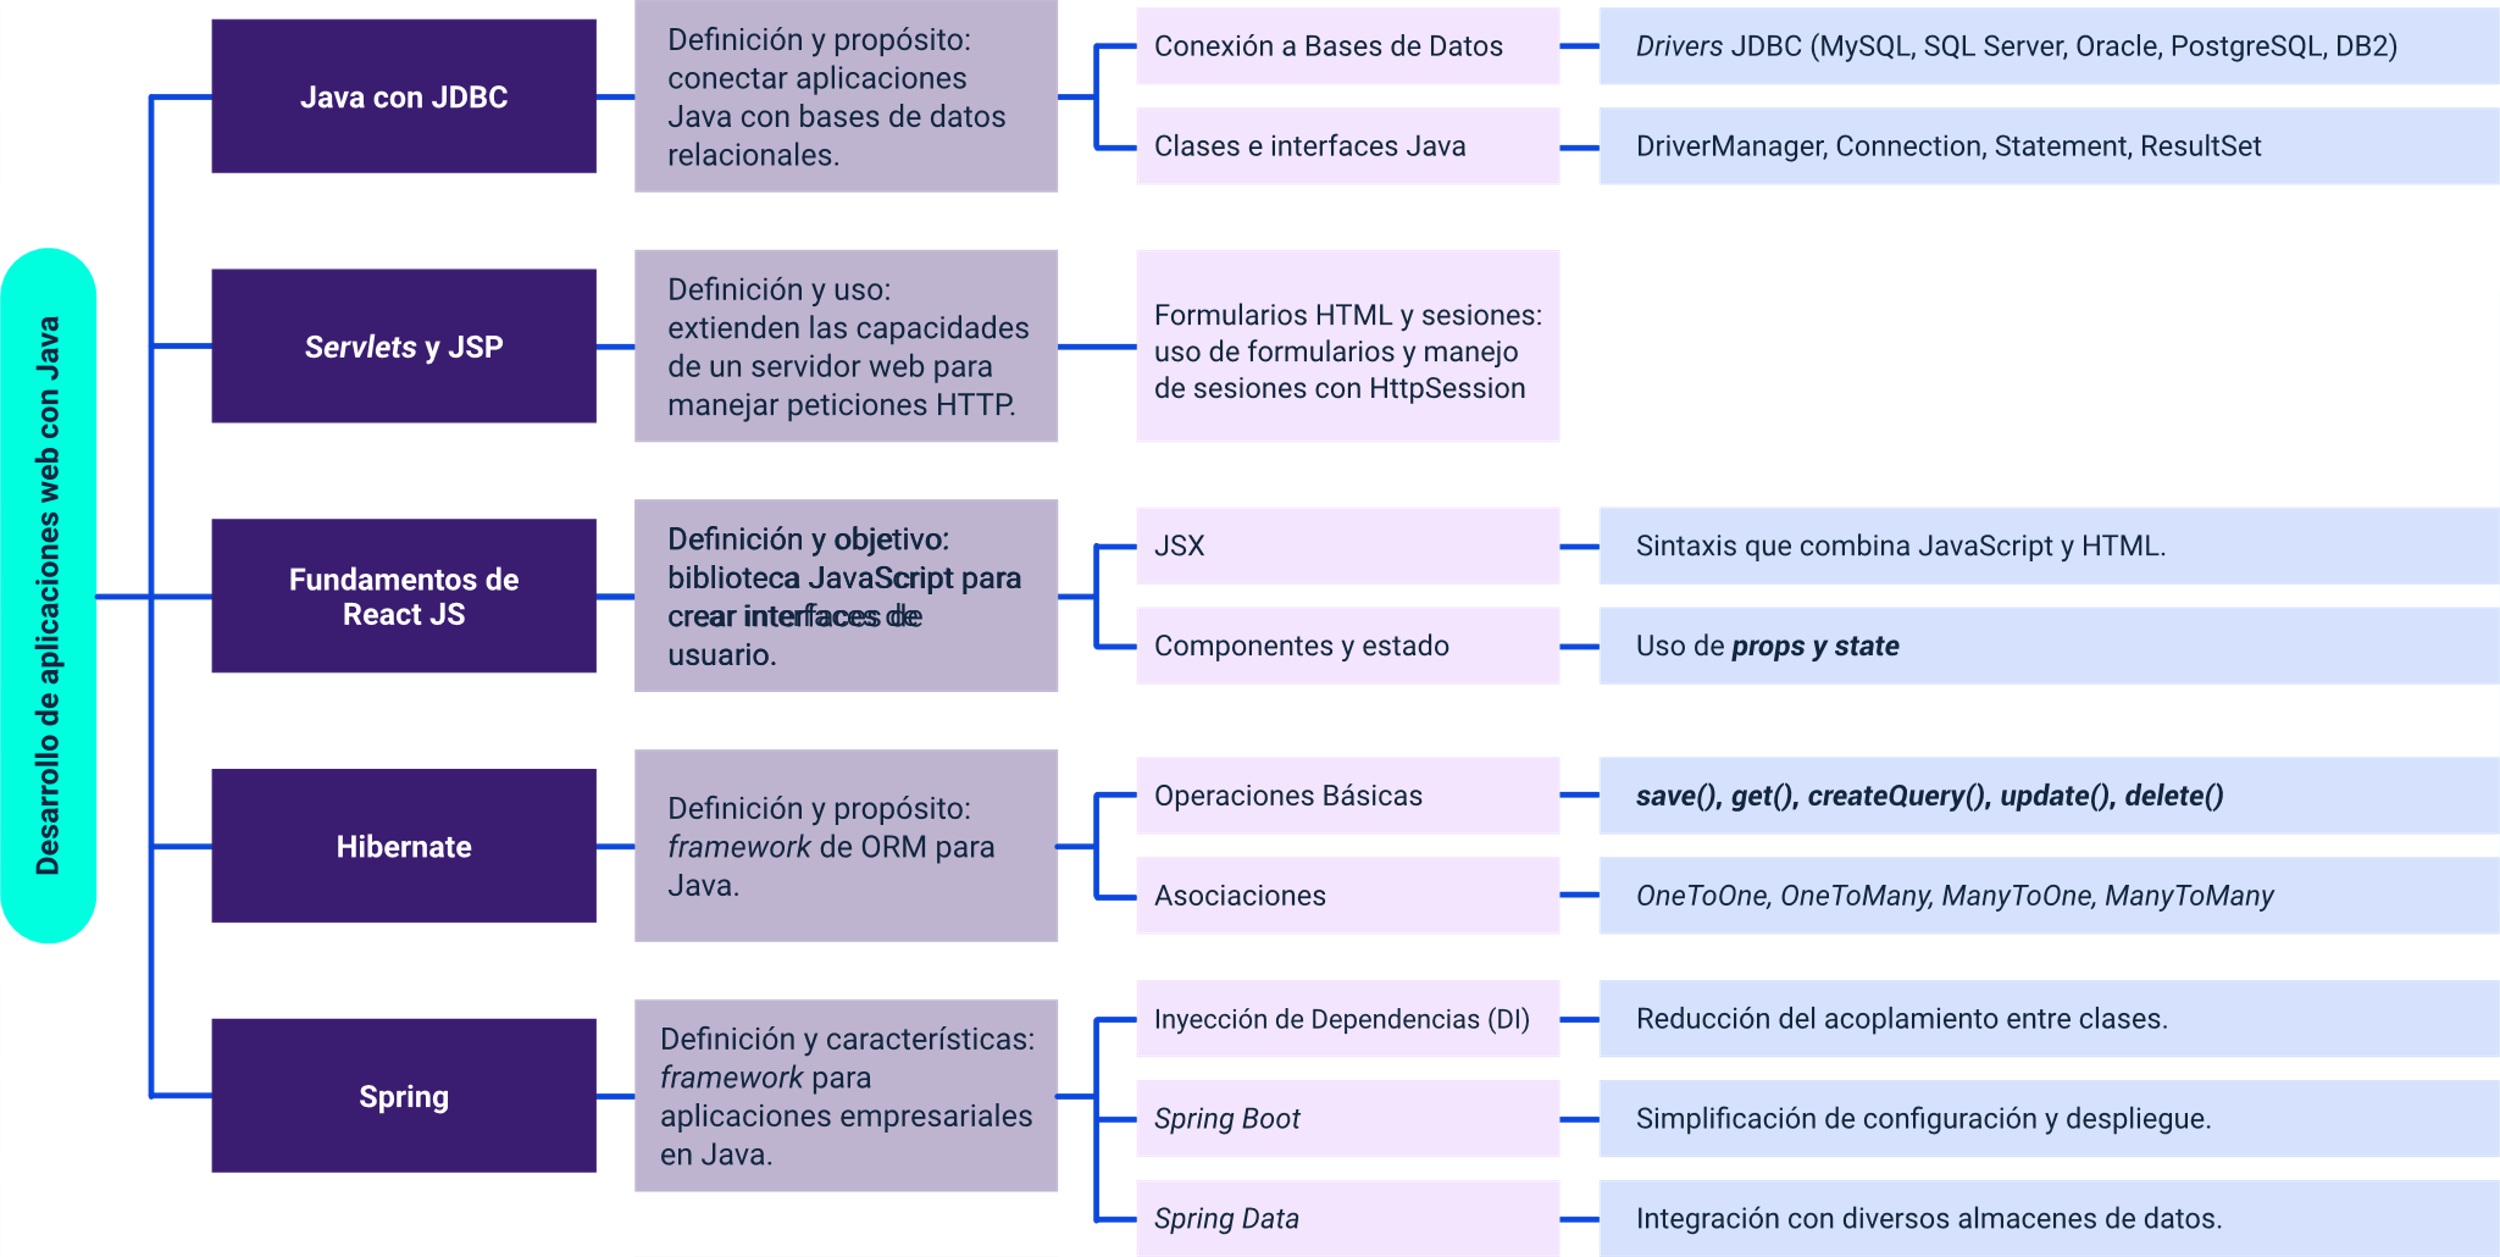 Desarrollo de aplicaciones web con Java
Java con JDBC
Definición y propósito:
conectar aplicaciones
Java con bases de datos
relacionales.
Conexión a Bases de Datos
Drivers JDBC (MySQL, SQL Server, Oracle, PostgreSQL, DB2)
Clases e interfaces Java
DriverManager, Connection, Statement, ResultSet
Servlets y JSP
Definición y uso:
extienden las capacidades
de un servidor web para
manejar peticiones HTTP.
Formularios HTML y sesiones:
uso de formularios y manejo
de sesiones con HttpSession
Fundamentos de
React JS
Definición y objetivo:
biblioteca JavaScript para
crear interfaces de
usuario.
JSX
Sintaxis que combina JavaScript y HTML.
Componentes y estado
Uso de props y state
Hibernate
Definición y propósito:
framework de ORM para
Java.
Operaciones Básicas
save(), get(), createQuery(), update(), delete()
Asociaciones
OneToOne, OneToMany, ManyToOne, ManyToMany
Spring
Definición y características:
framework para
aplicaciones empresariales
en Java.
Inyección de Dependencias (DI)
Reducción del acoplamiento entre clases.
Spring Boot
Simplificación de configuración y despliegue.
Spring Data
Integración con diversos almacenes de datos.